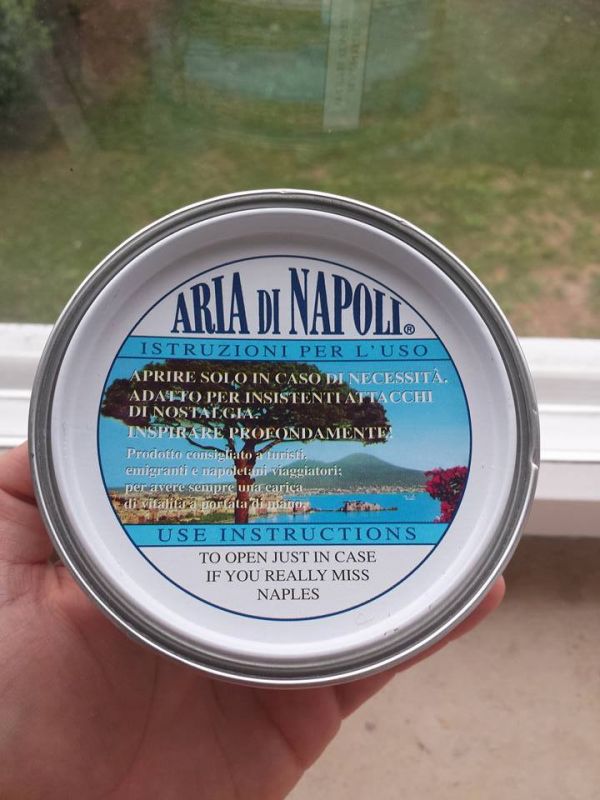 ARIA DI NAPOLI®
ISTRUZIONI PER L'USO
APRIRE SOLO IN CASO DI NECESSITÀ.
ADATTO PER INSISTENTI ATTACCHI
DI NOSTALGIA.
INSPIRARE PROFONDAMENTE!
Prodotto consigliato a turisti,
emigranti e napoletani viaggiatori;
per avere sempre una carica
di vitalità a portata di mano.
USE INSTRUCTIONS
TO OPEN JUST IN CASE
IF YOU REALLY MISS
NAPLES